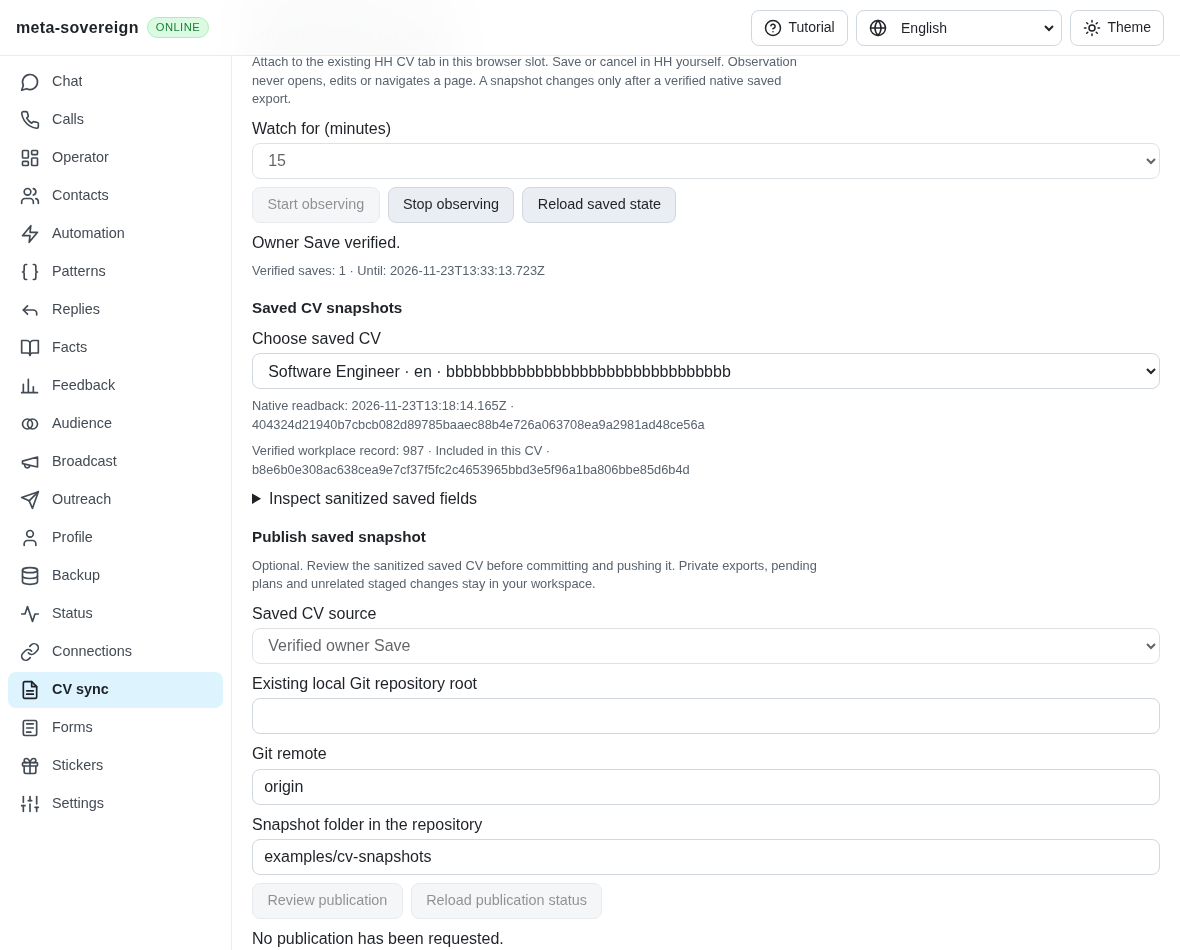 meta-sovereign ONLINE
Tutorial
English
Theme
Chat
Calls
Operator
Contacts
Automation
Patterns
Replies
Facts
Feedback
Audience
Broadcast
Outreach
Profile
Backup
Status
Connections
CV sync
Forms
Stickers
Settings
Attach to the existing HH CV tab in this browser slot. Save or cancel in HH yourself. Observation
never opens, edits or navigates a page. A snapshot changes only after a verified native saved
export.
Watch for (minutes)
15
Start observing Stop observing Reload saved state
Owner Save verified.
Verified saves: 1 · Until: 2026-11-23T13:33:13.723Z
Saved CV snapshots
Choose saved CV
Software Engineer · en · bbbbbbbbbbbbbbbbbbbbbbbbbbbbbbbb
Native readback: 2026-11-23T13:18:14.165Z ·
404324d21940b7cbcb082d89785baaec88b4e726a063708ea9a2981ad48ce56a
Verified workplace record: 987 · Included in this CV ·
b8e6b0e308ac638cea9e7cf37f5fc2c4653965bbd3e5f96a1ba806bbe85d6b4d
Inspect sanitized saved fields
Publish saved snapshot
Optional. Review the sanitized saved CV before committing and pushing it. Private exports, pending
plans and unrelated staged changes stay in your workspace.
Saved CV source
Verified owner Save
Existing local Git repository root
Git remote
origin
Snapshot folder in the repository
examples/cv-snapshots
Review publication Reload publication status
No publication has been requested.